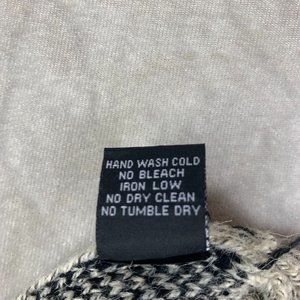 HAND WASH COLD
NO BLEACH
IRON LOW
NO DRY CLEAN
NO TUMBLE DRY